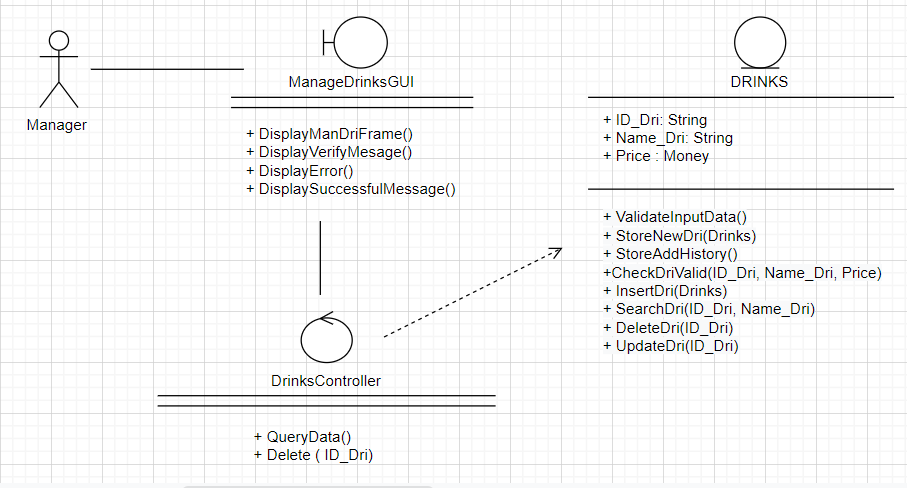 Manager
ManageDrinksGUI
+ DisplayManDriFrame()
+ DisplayVerifyMesage()
+ DisplayError()
+ DisplaySuccessfulMessage()
DRINKS
+ ID_Dri: String
+ Name_Dri: String
+ Price : Money
+ ValidateInputData()
+ StoreNewDri(Drinks)
+ StoreAddHistory()
+CheckDriValid(ID_Dri, Name_Dri, Price)
+ InsertDri(Drinks)
+ SearchDri(ID_Dri, Name_Dri)
+ DeleteDri(ID_Dri)
+ UpdateDri(ID_Dri)
DrinksController
+ QueryData()
+ Delete ( ID_Dri)